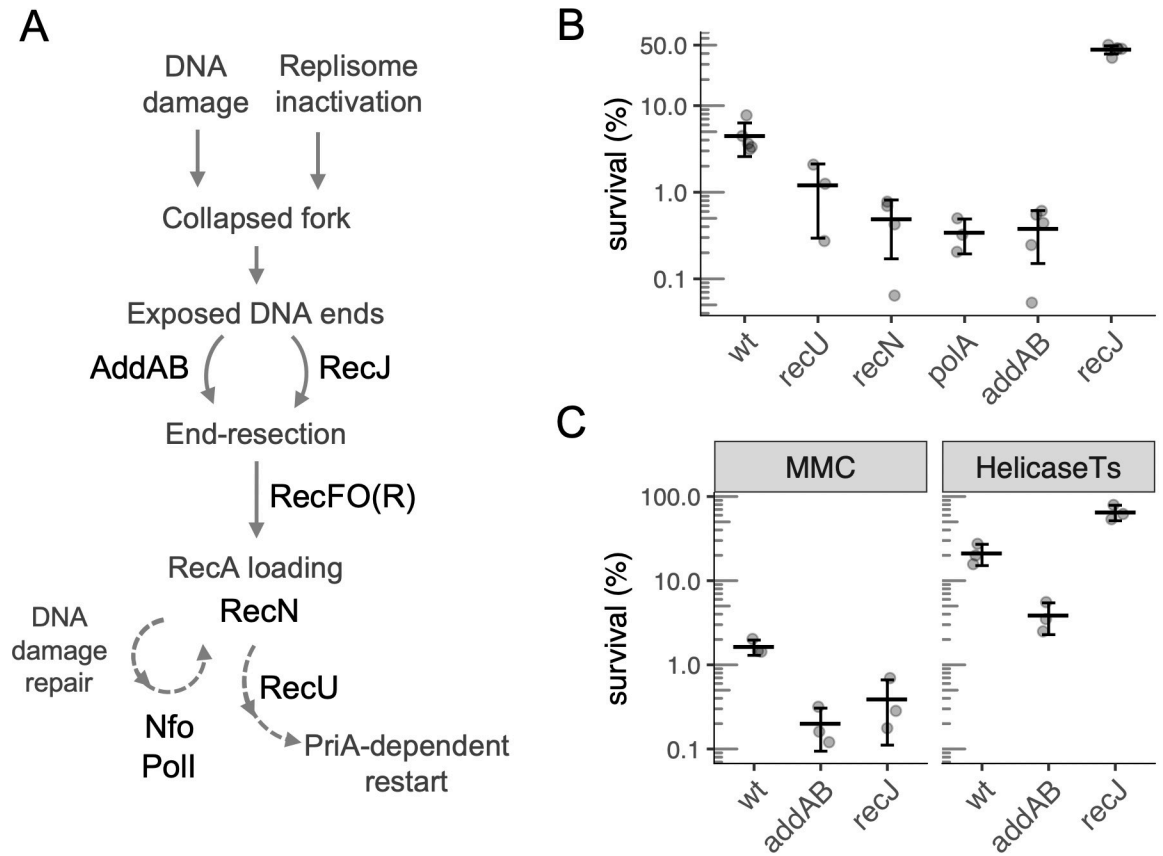 A
DNA
damage
Replisome
inactivation
Collapsed fork
Exposed DNA ends
AddAB
RecJ
End-resection
RecFO(R)
RecA loading
RecN
DNA
damage
repair
RecU
Nfo
PolI
PriA-dependent
restart
B
survival (%)
50.0
10.0
1.0
0.1
wt
recU
recN
polA
addAB
recJ
C
MMC
HelicaseTs
survival (%)
100.0
10.0
1.0
0.1
wt
addAB
recJ
wt
addAB
recJ